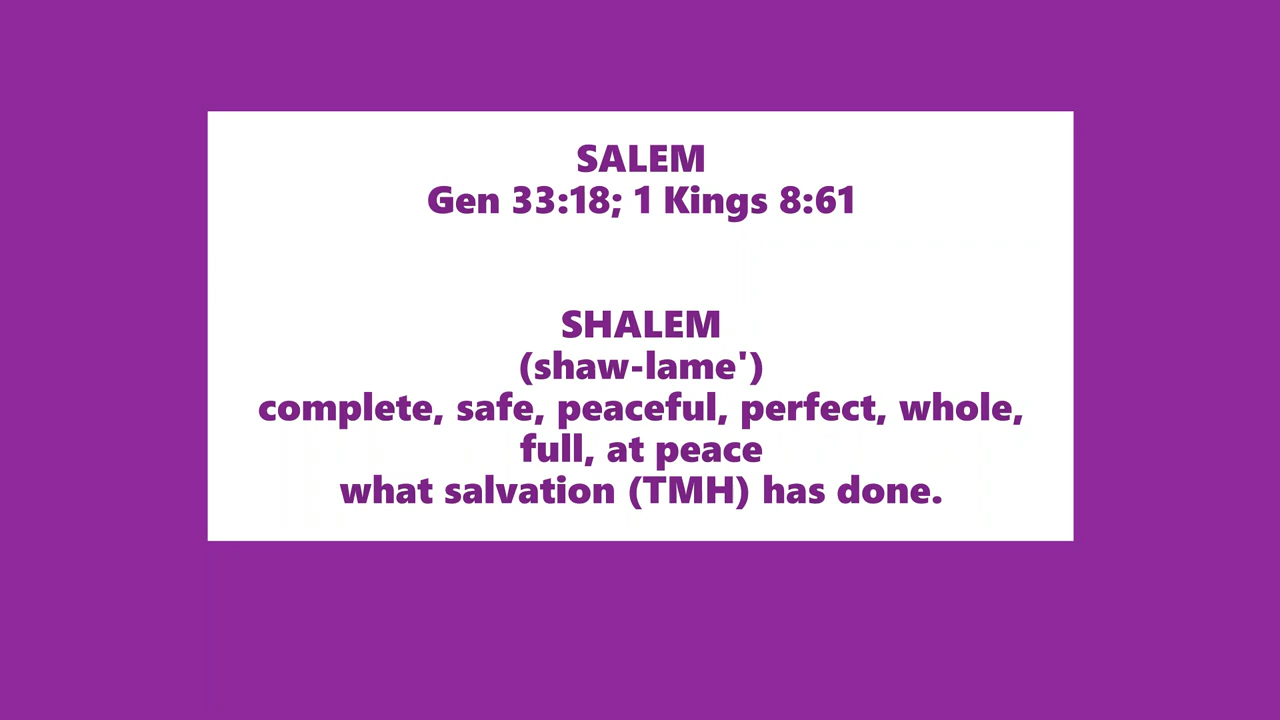 SALEM
Gen 33:18; 1 Kings 8:61
SHALEM
(shaw-lame')
complete, safe, peaceful, perfect, whole,
full, at peace
what salvation (TMH) has done.